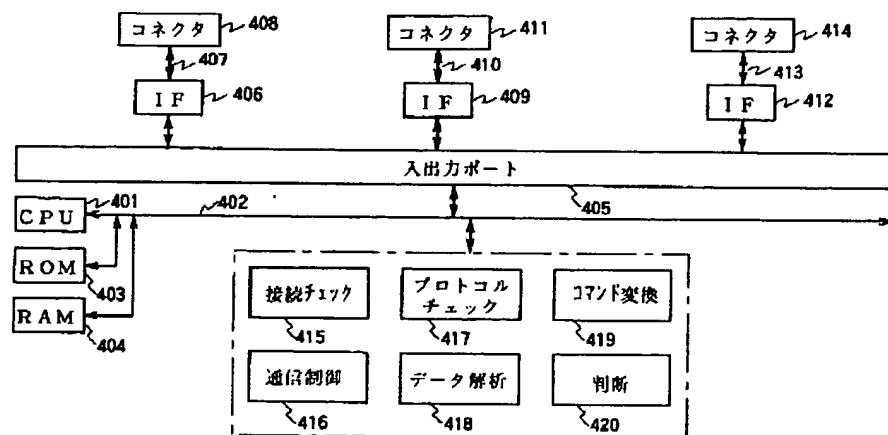 コネクタ 408
コネクタ 411
コネクタ 414
407
410
413
IF 406
IF 409
IF 412
入出力ポート
405
CPU 401
402
ROM 403
RAM 404
接続チェック 415
プロトコル
チェック 417
コマンド変換 419
通信制御 416
データ解析 418
判断 420